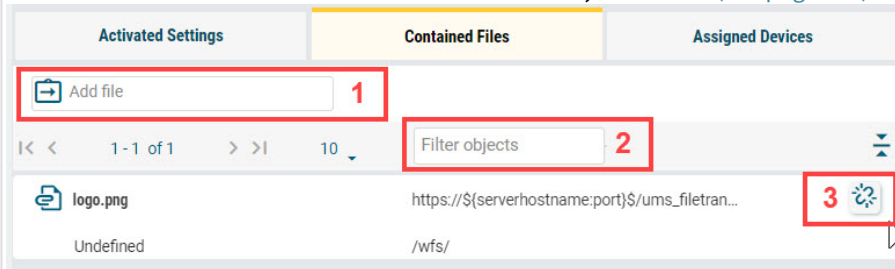 Activated Settings
Contained Files
Assigned Devices
Add file
1
1 - 1 of 1
10
Filter objects
2
logo.png
https://${serverhostname:port}$/ums_filetran...
3
Undefined
/wfs/